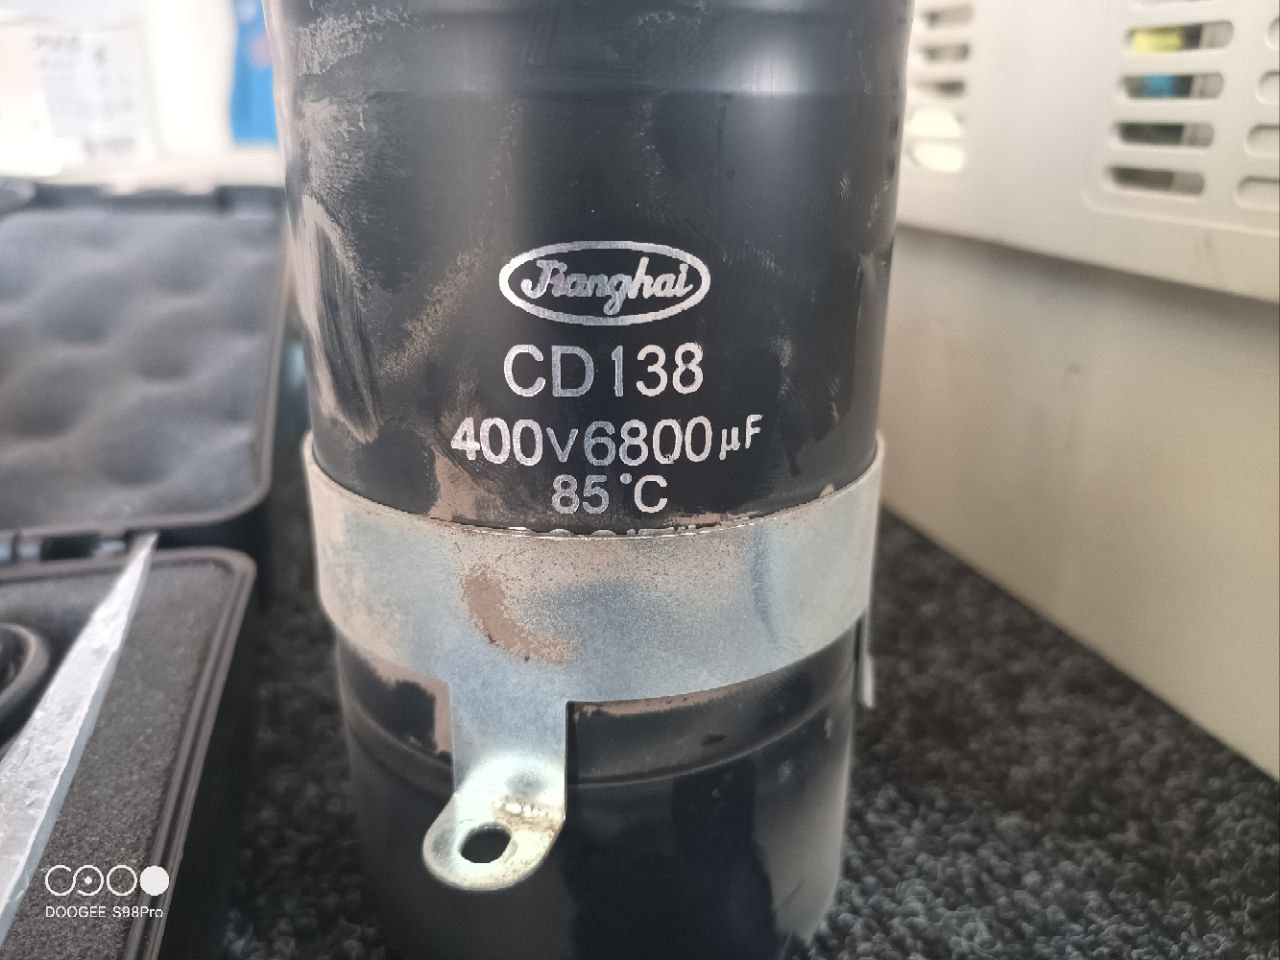 Jianghai
CD138
400V6800μF
85°C
DOOGEE S98Pro